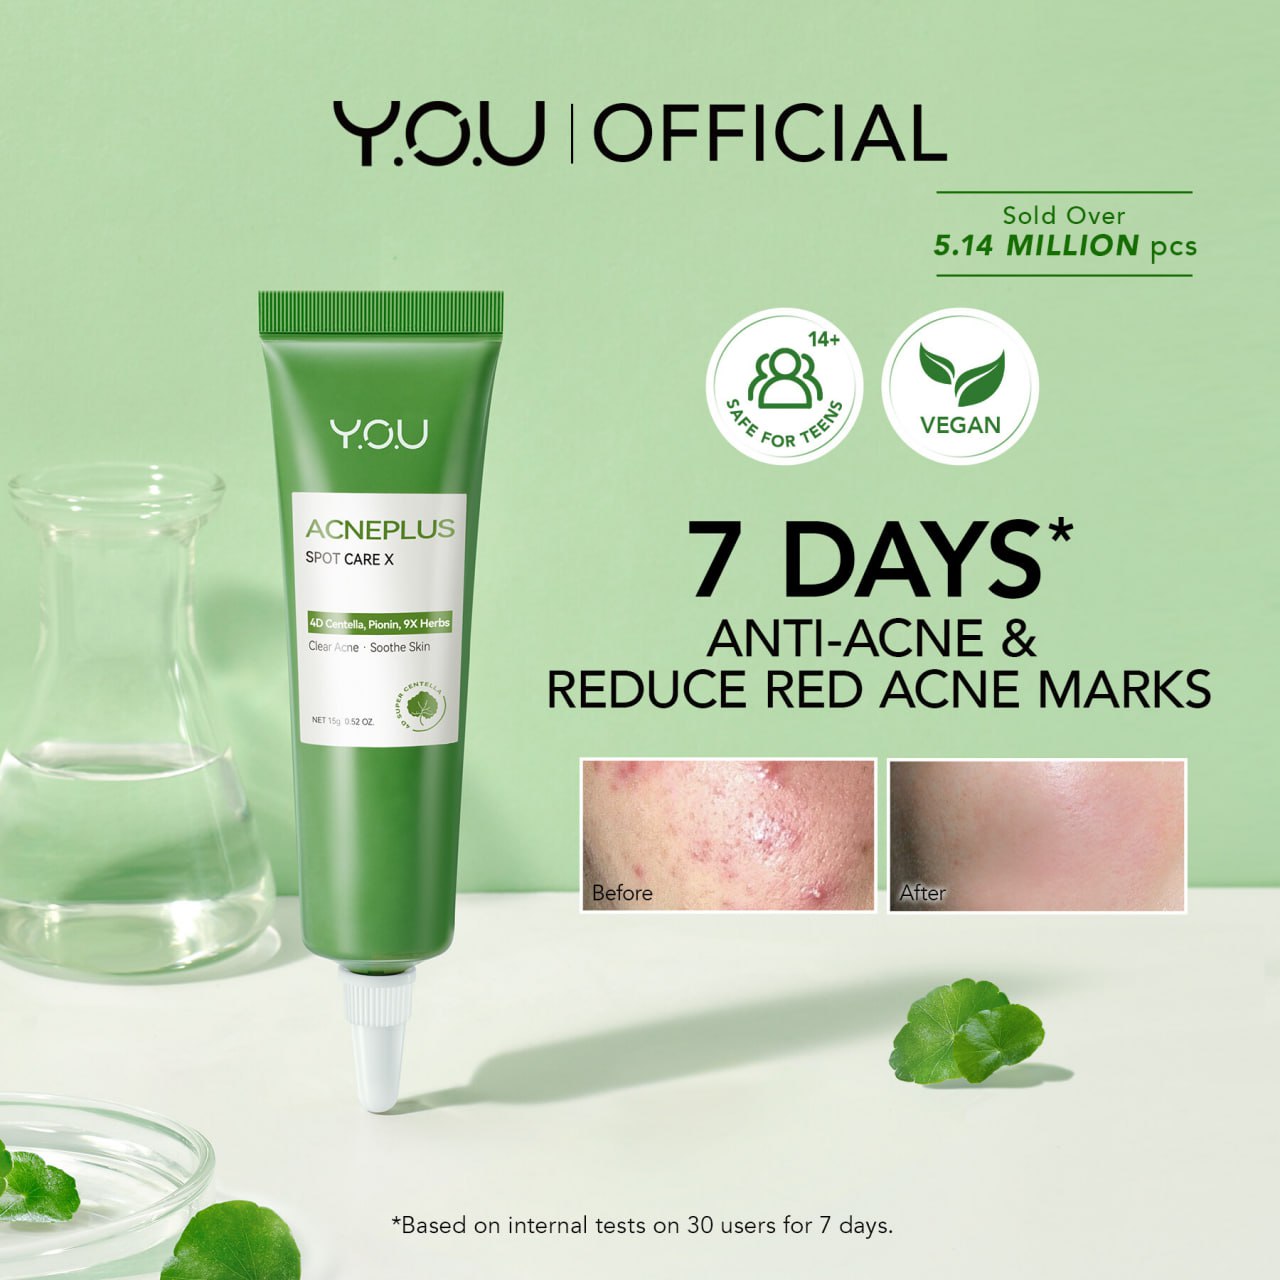 Y.O.U | OFFICIAL
Sold Over
5.14 MILLION pcs
14+
SAFE FOR TEENS
VEGAN
Y.O.U
ACNEPLUS
SPOT CARE X
4D Centella, Pionin, 9X Herbs
Clear Acne · Soothe Skin
4D SUPER CENTELLA
NET 15g 0.52 OZ.
7 DAYS*
ANTI-ACNE &
REDUCE RED ACNE MARKS
Before
After
*Based on internal tests on 30 users for 7 days.